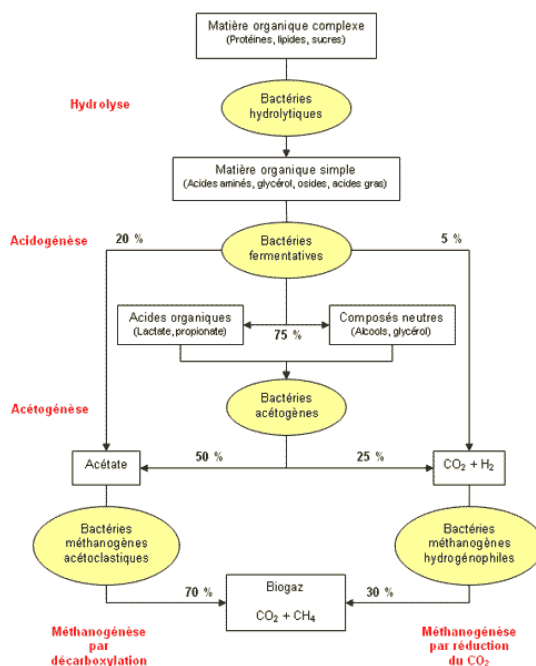 Matière organique complexe
(Protéines, lipides, sucres)
Hydrolyse
Bactéries
hydrolytiques
Matière organique simple
(Acides aminés, glycérol, osides, acides gras)
Acidogénèse
20 %
Bactéries
fermentatives
5 %
Acides organiques
(Lactate, propionate)
75 %
Composés neutres
(Alcools, glycérol)
Acétogénèse
Bactéries
acétogènes
Acétate
50 %
25 %
CO₂ + H₂
Bactéries
méthanogènes
acétoclastiques
Bactéries
méthanogènes
hydrogénophiles
70 %
Biogaz
CO₂ + CH₄
30 %
Méthanogénèse
par
décarboxylation
Méthanogénèse
par réduction
du CO₂